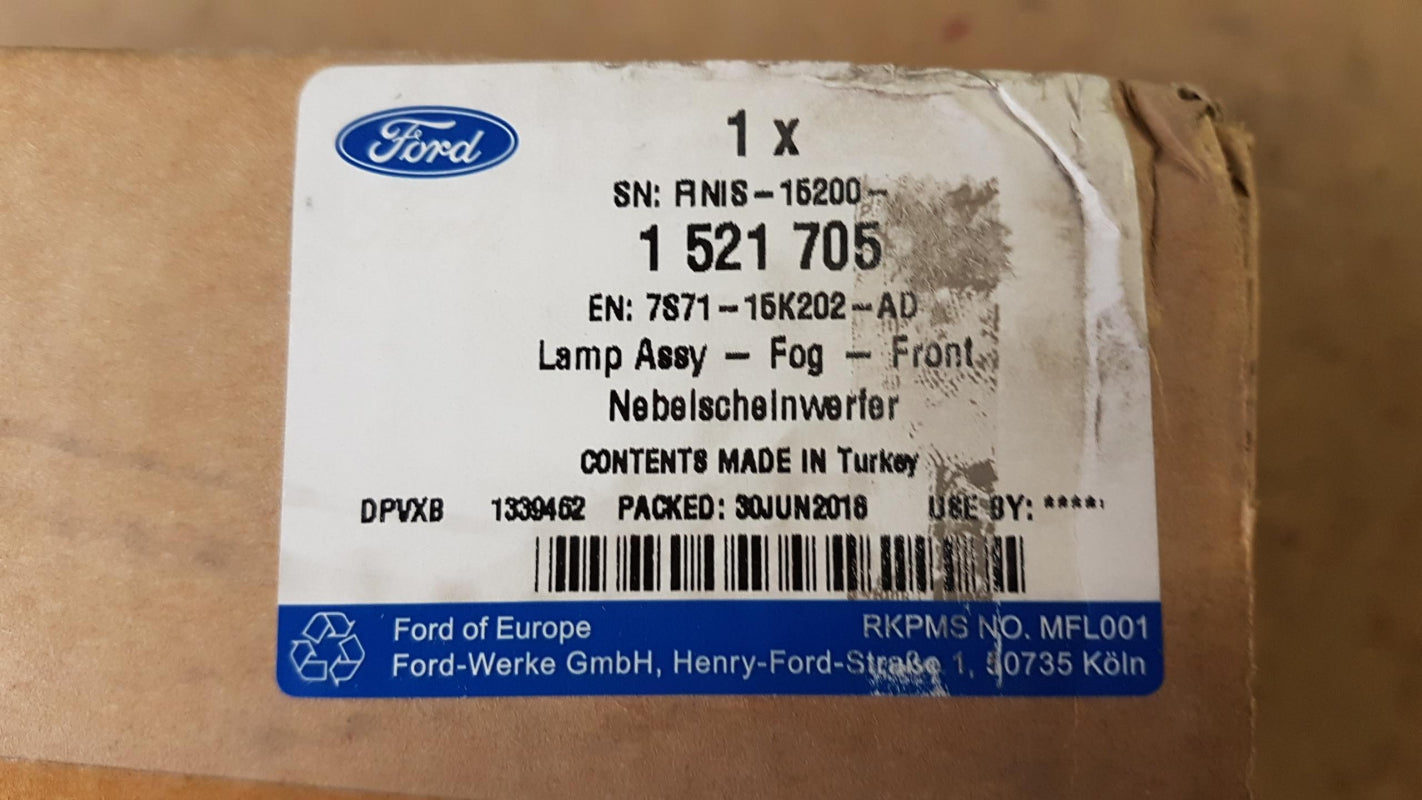 Ford
1 x
SN: FINIS-15200-
1 521 705
EN: 7S71-15K202-AD
Lamp Assy - Fog - Front
Nebelscheinwerfer
CONTENTS MADE IN Turkey
DPVXB 1339462 PACKED: 30JUN2016 USE BY: ****
Ford of Europe RKPMS NO. MFL001
Ford-Werke GmbH, Henry-Ford-Straße 1, 50735 Köln